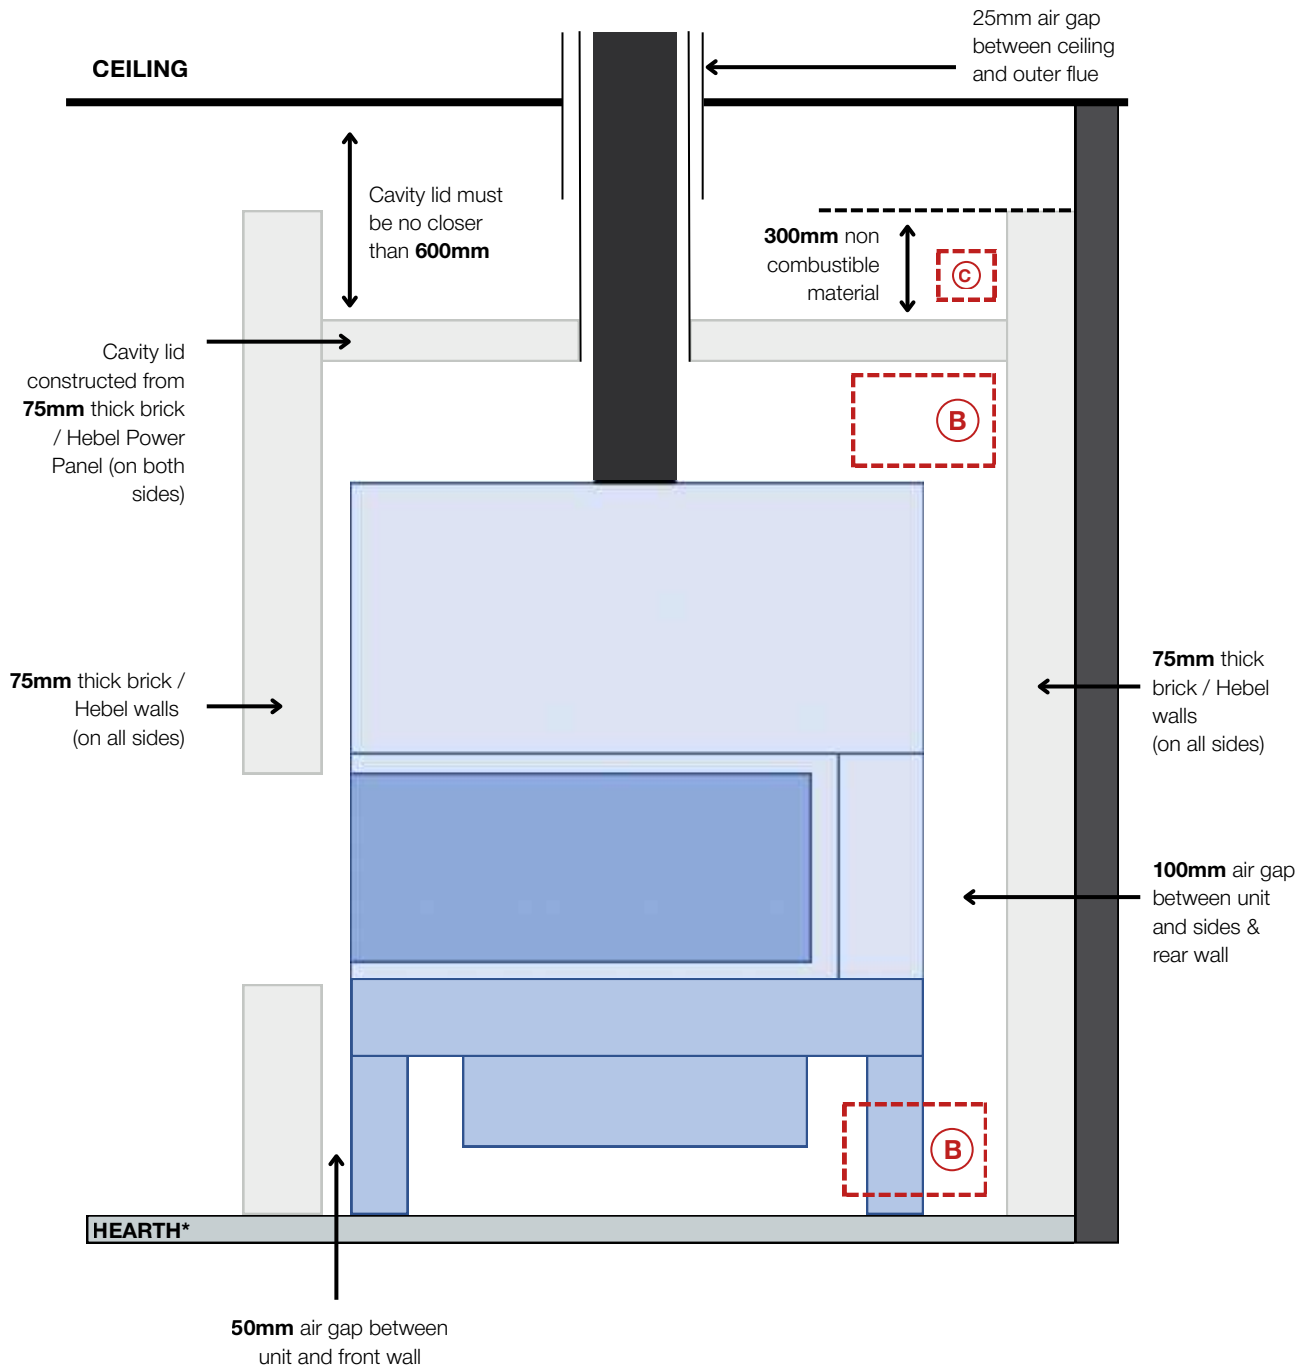 25mm air gap
between ceiling
and outer flue
CEILING
Cavity lid must
be no closer
than 600mm
300mm non
combustible
material
C
Cavity lid
constructed from
75mm thick brick
/ Hebel Power
Panel (on both
sides)
B
75mm thick brick /
Hebel walls
(on all sides)
75mm thick
brick / Hebel
walls
(on all sides)
100mm air gap
between unit
and sides &
rear wall
B
HEARTH*
50mm air gap between
unit and front wall